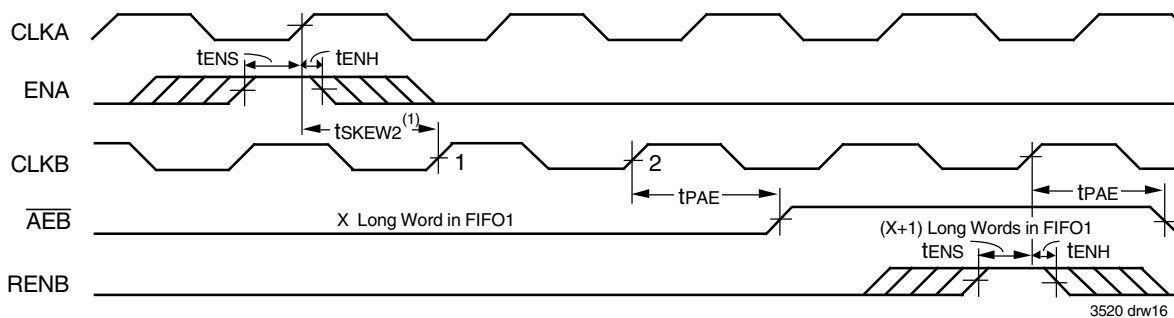 CLKA
tENS tENH
ENA
tSKEW2(1)
CLKB 1 2
tPAE tPAE
AEB X Long Word in FIFO1
(X+1) Long Words in FIFO1
tENS tENH
RENB
3520 drw16